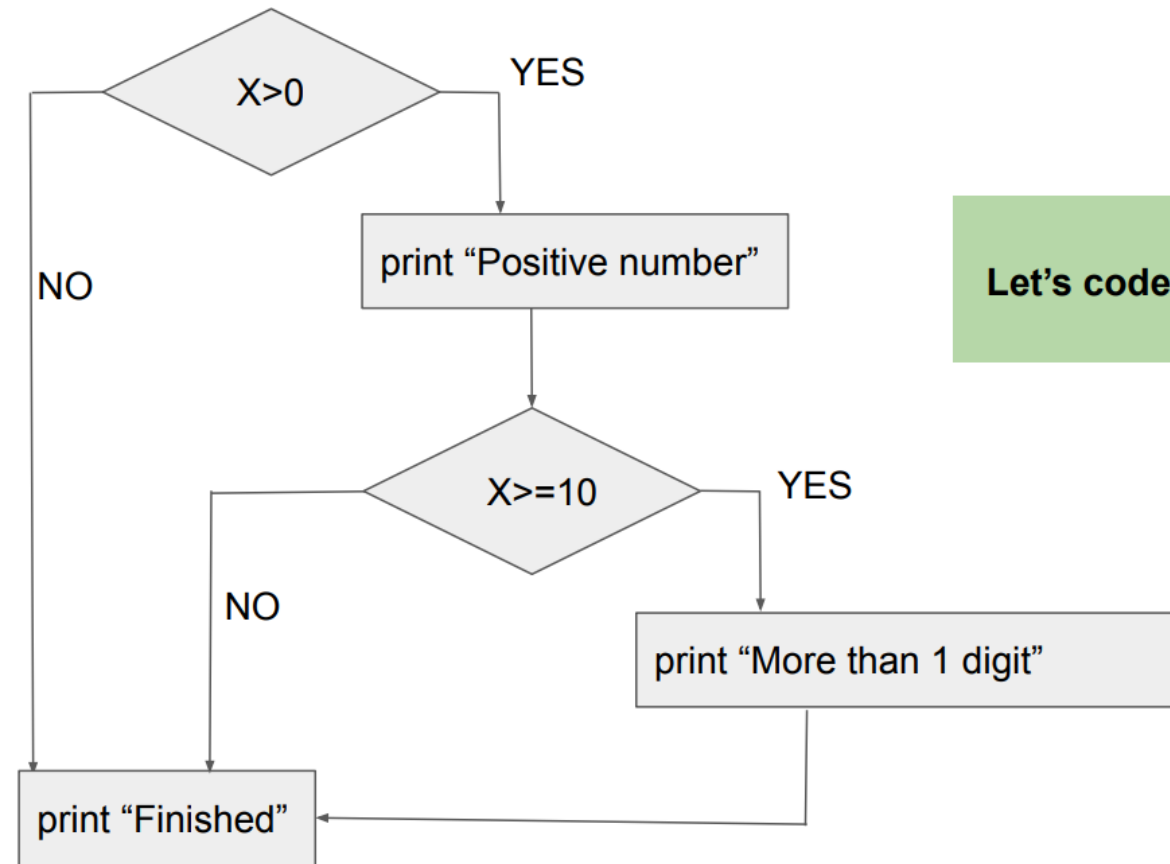 X>0
YES
print “Positive number”
NO
Let’s code
X>=10
YES
NO
print “More than 1 digit”
print “Finished”